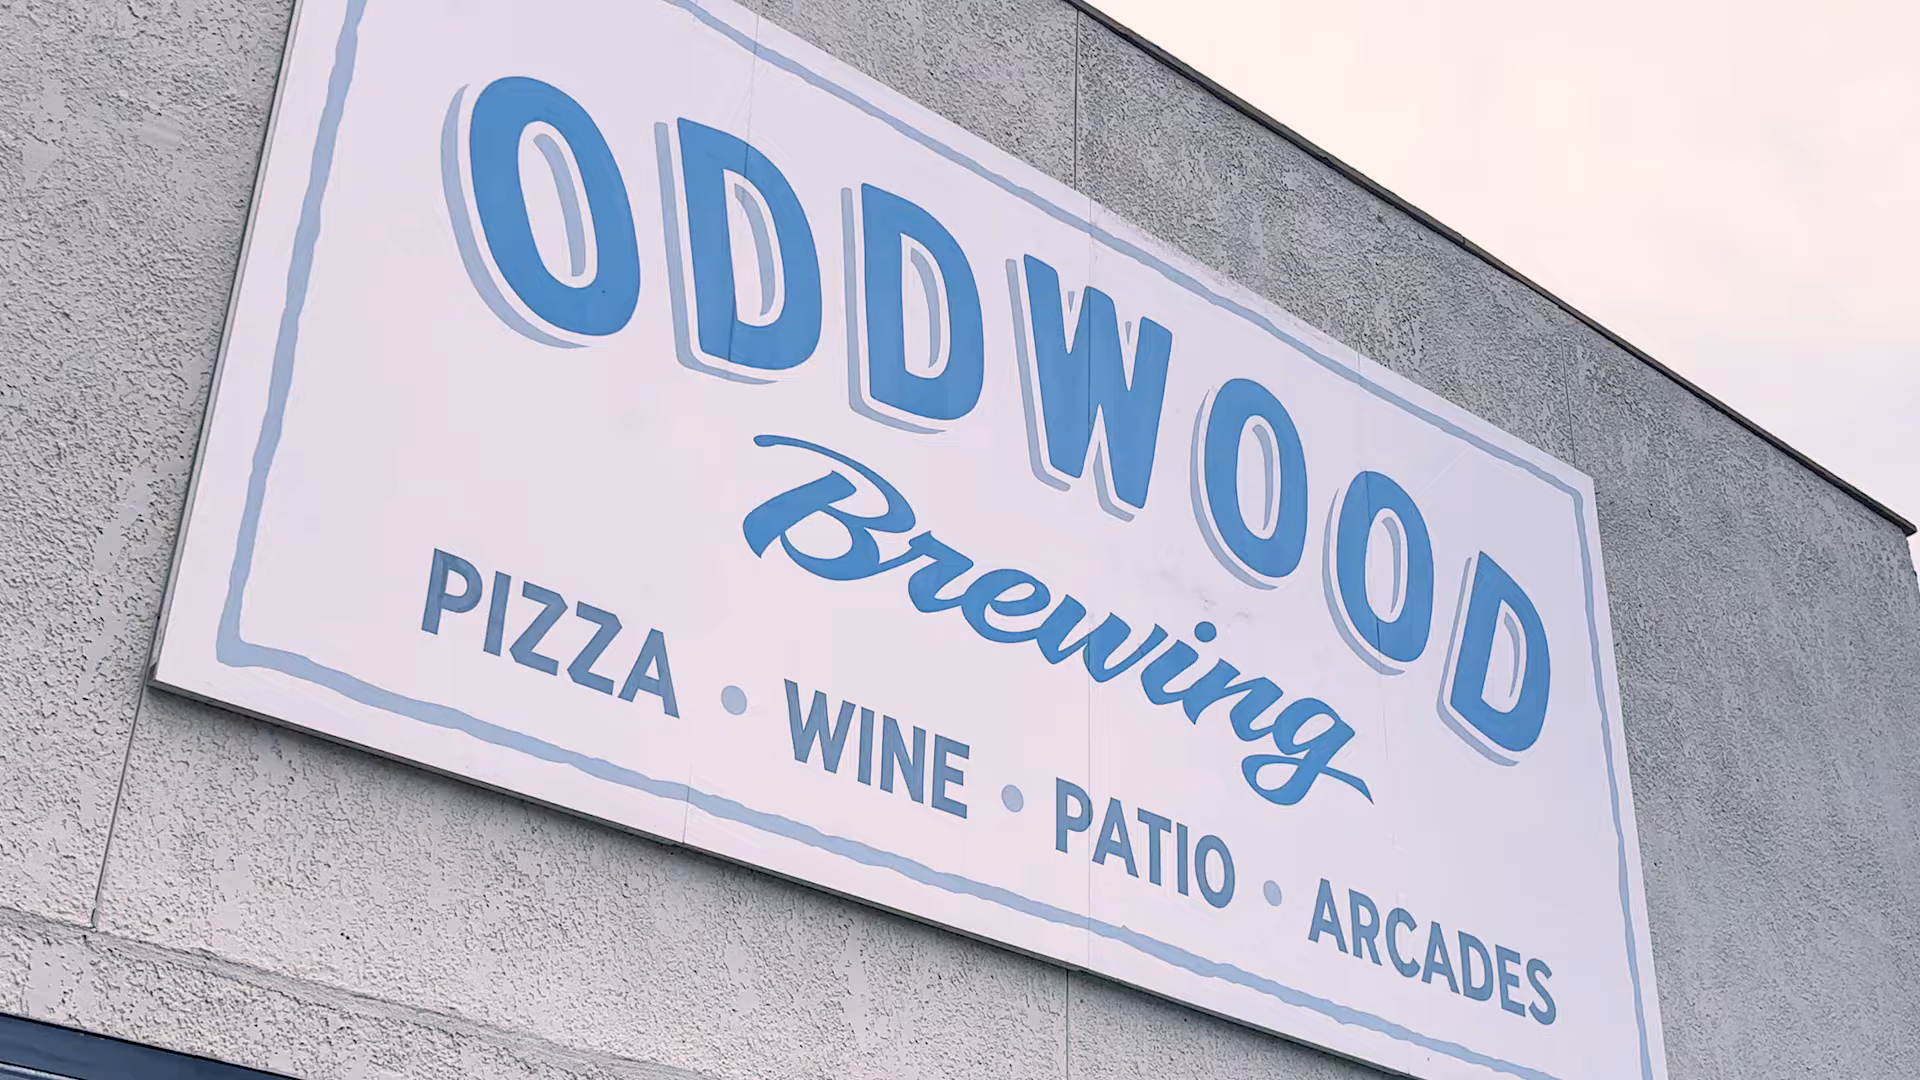 ODDWOOD
Brewing
PIZZA • WINE • PATIO • ARCADES